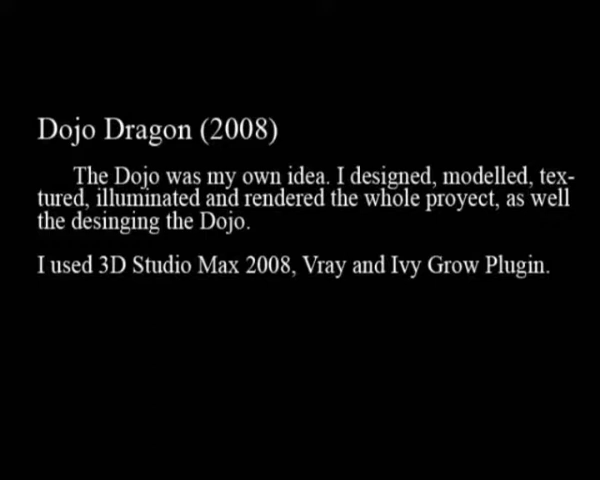 Dojo Dragon (2008)
The Dojo was my own idea. I designed, modelled, tex-
tured, illuminated and rendered the whole proyect, as well
the desinging the Dojo.
I used 3D Studio Max 2008, Vray and Ivy Grow Plugin.